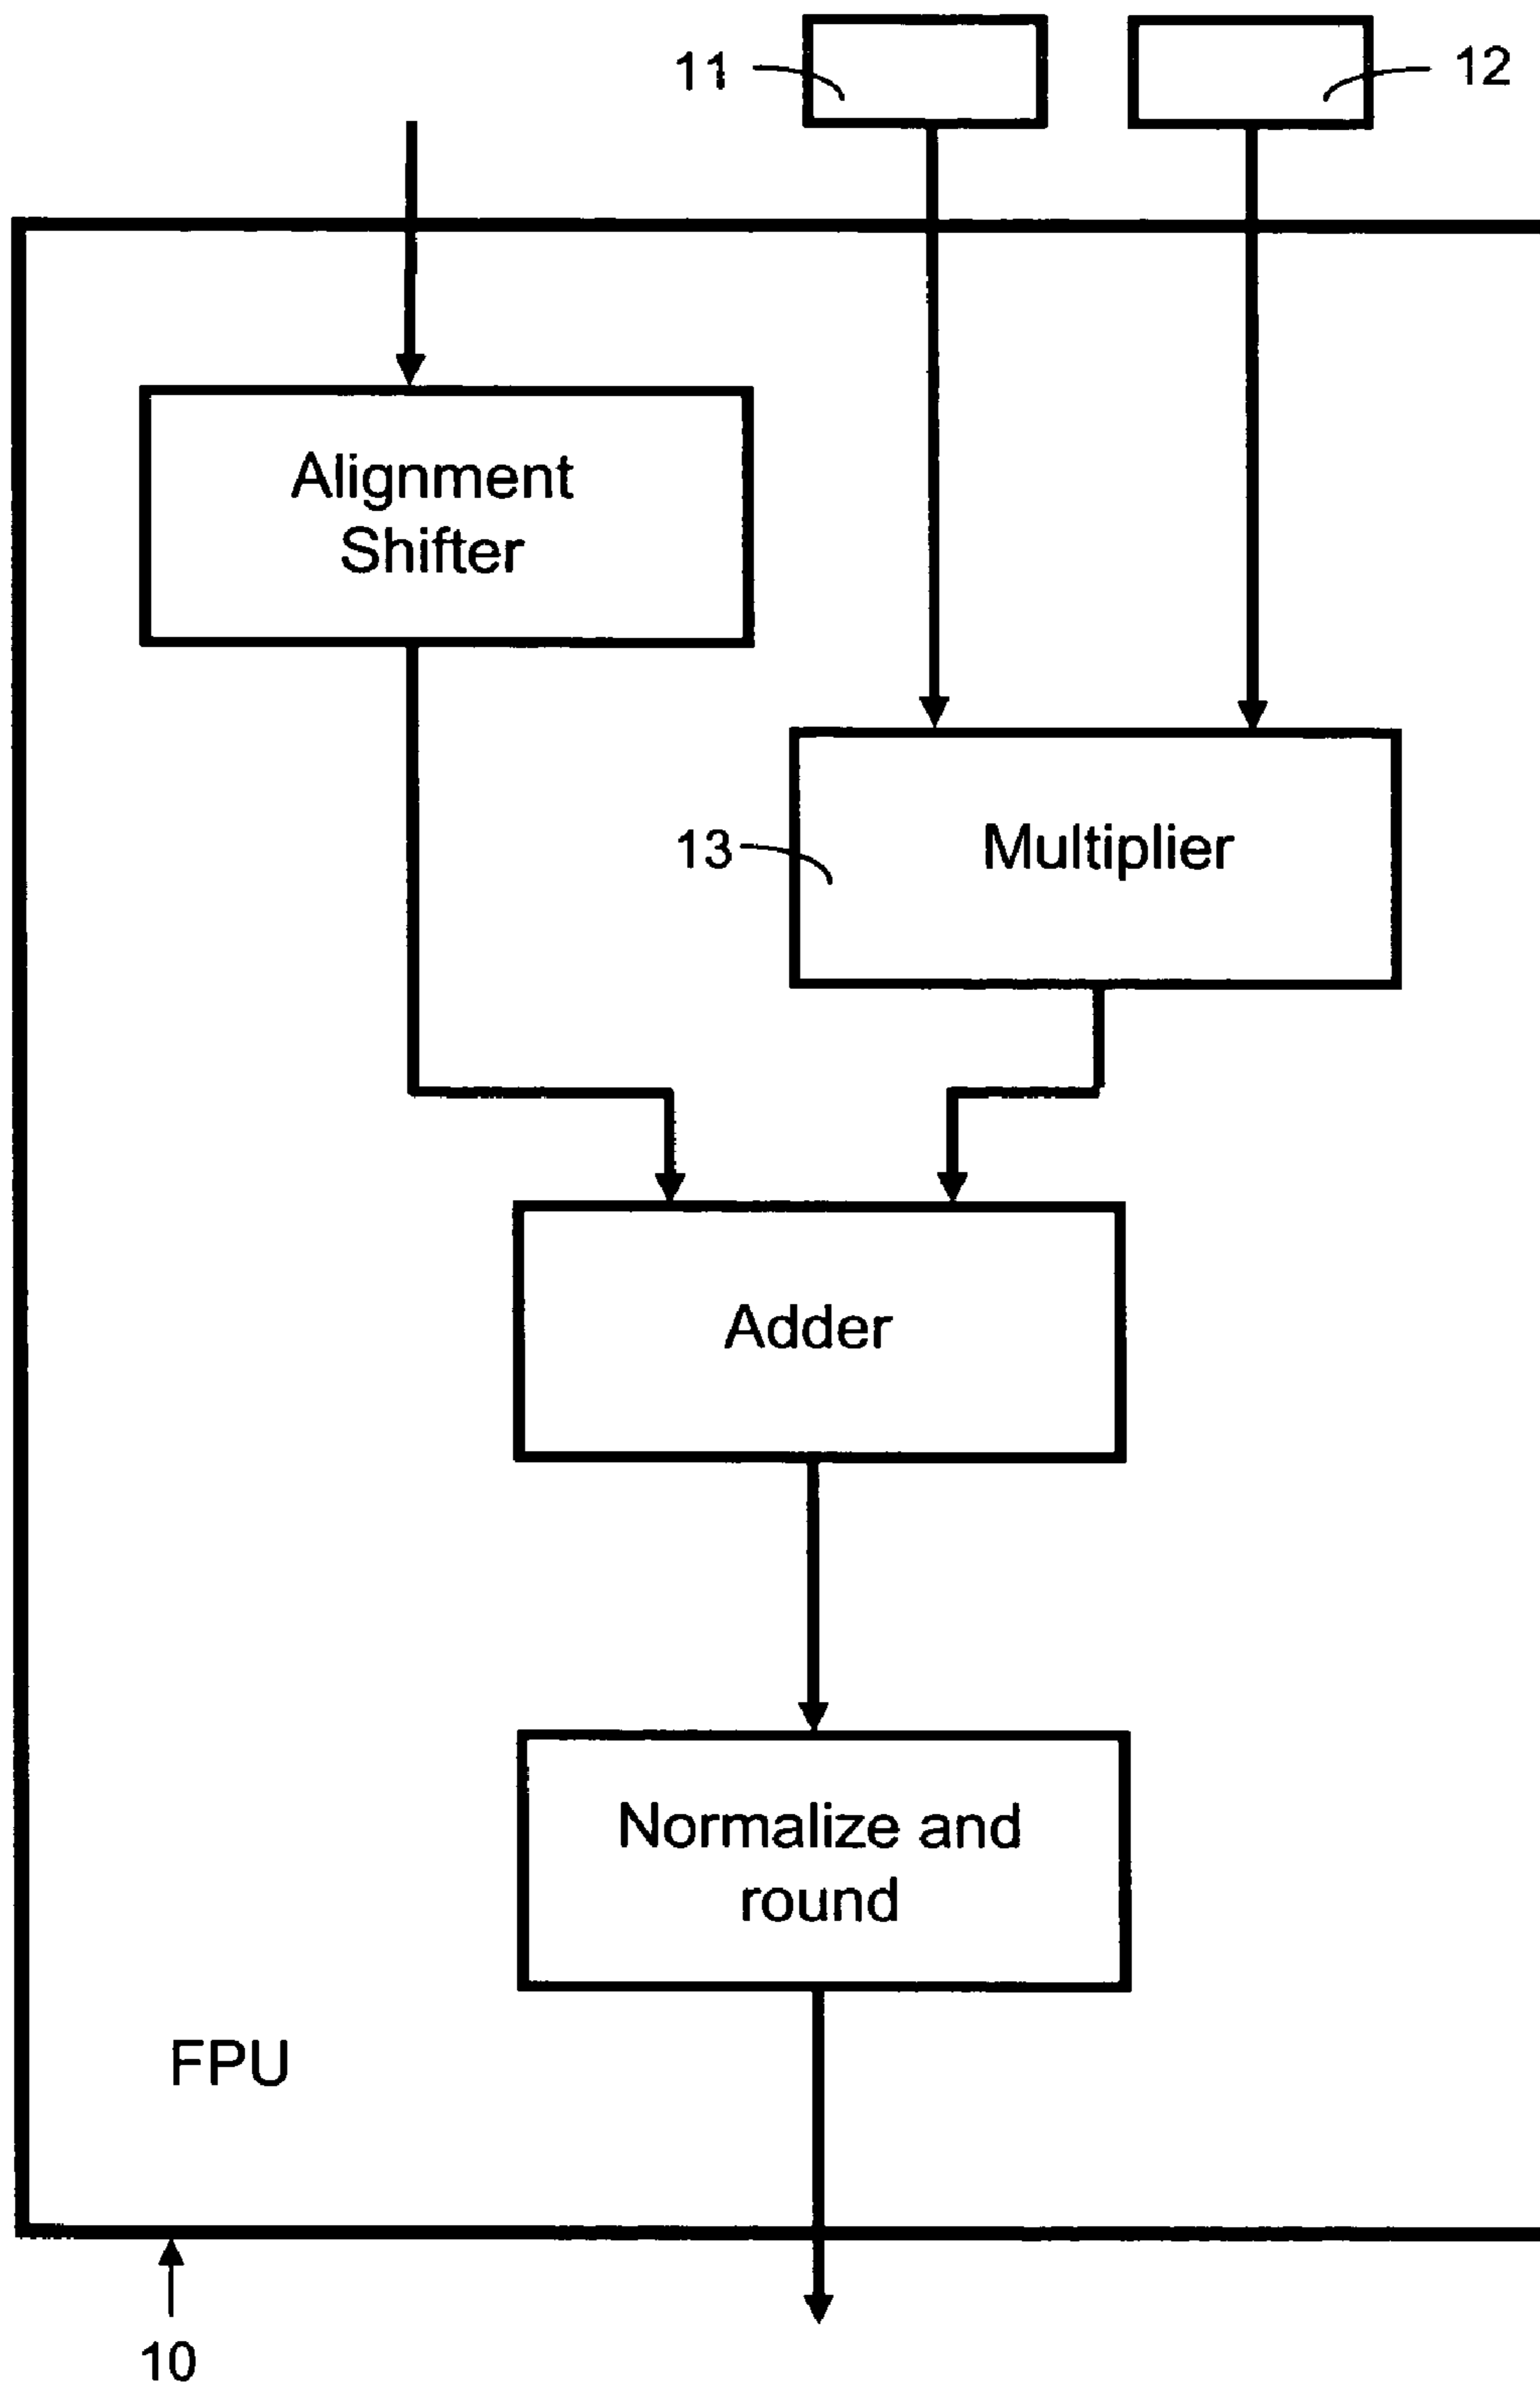 11
12
Alignment
Shifter
13
Multiplier
Adder
Normalize and
round
FPU
10